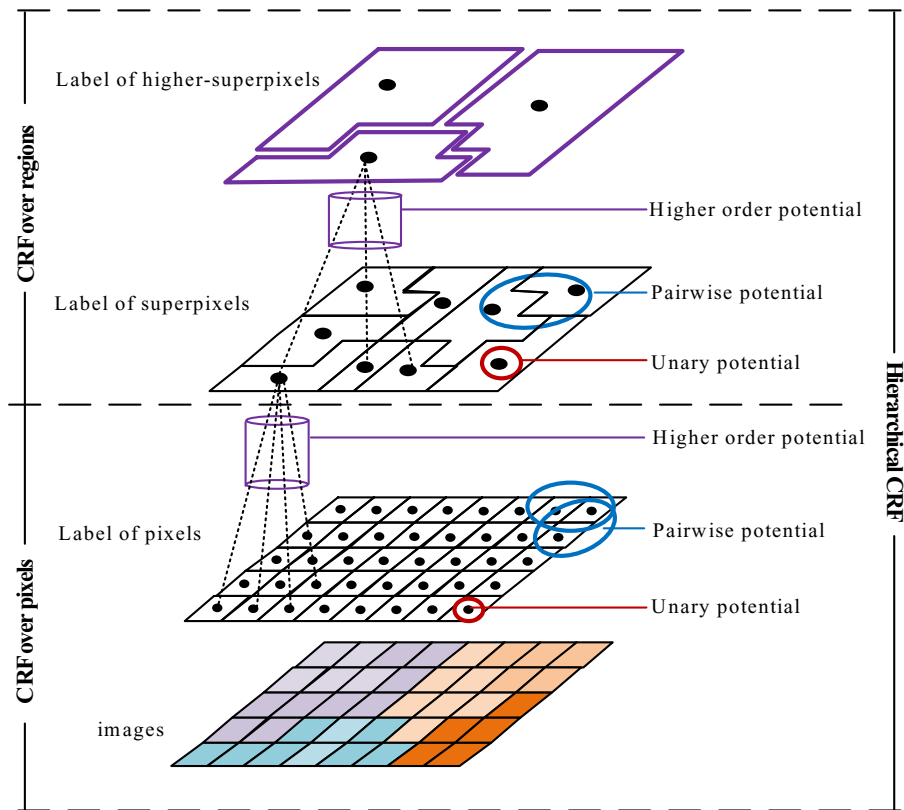 Label of higher-superpixels
CRF over regions
Higher order potential
Label of superpixels
Pairwise potential
Unary potential
Hierarchical CRF
Higher order potential
Label of pixels
Pairwise potential
CRF over pixels
Unary potential
images